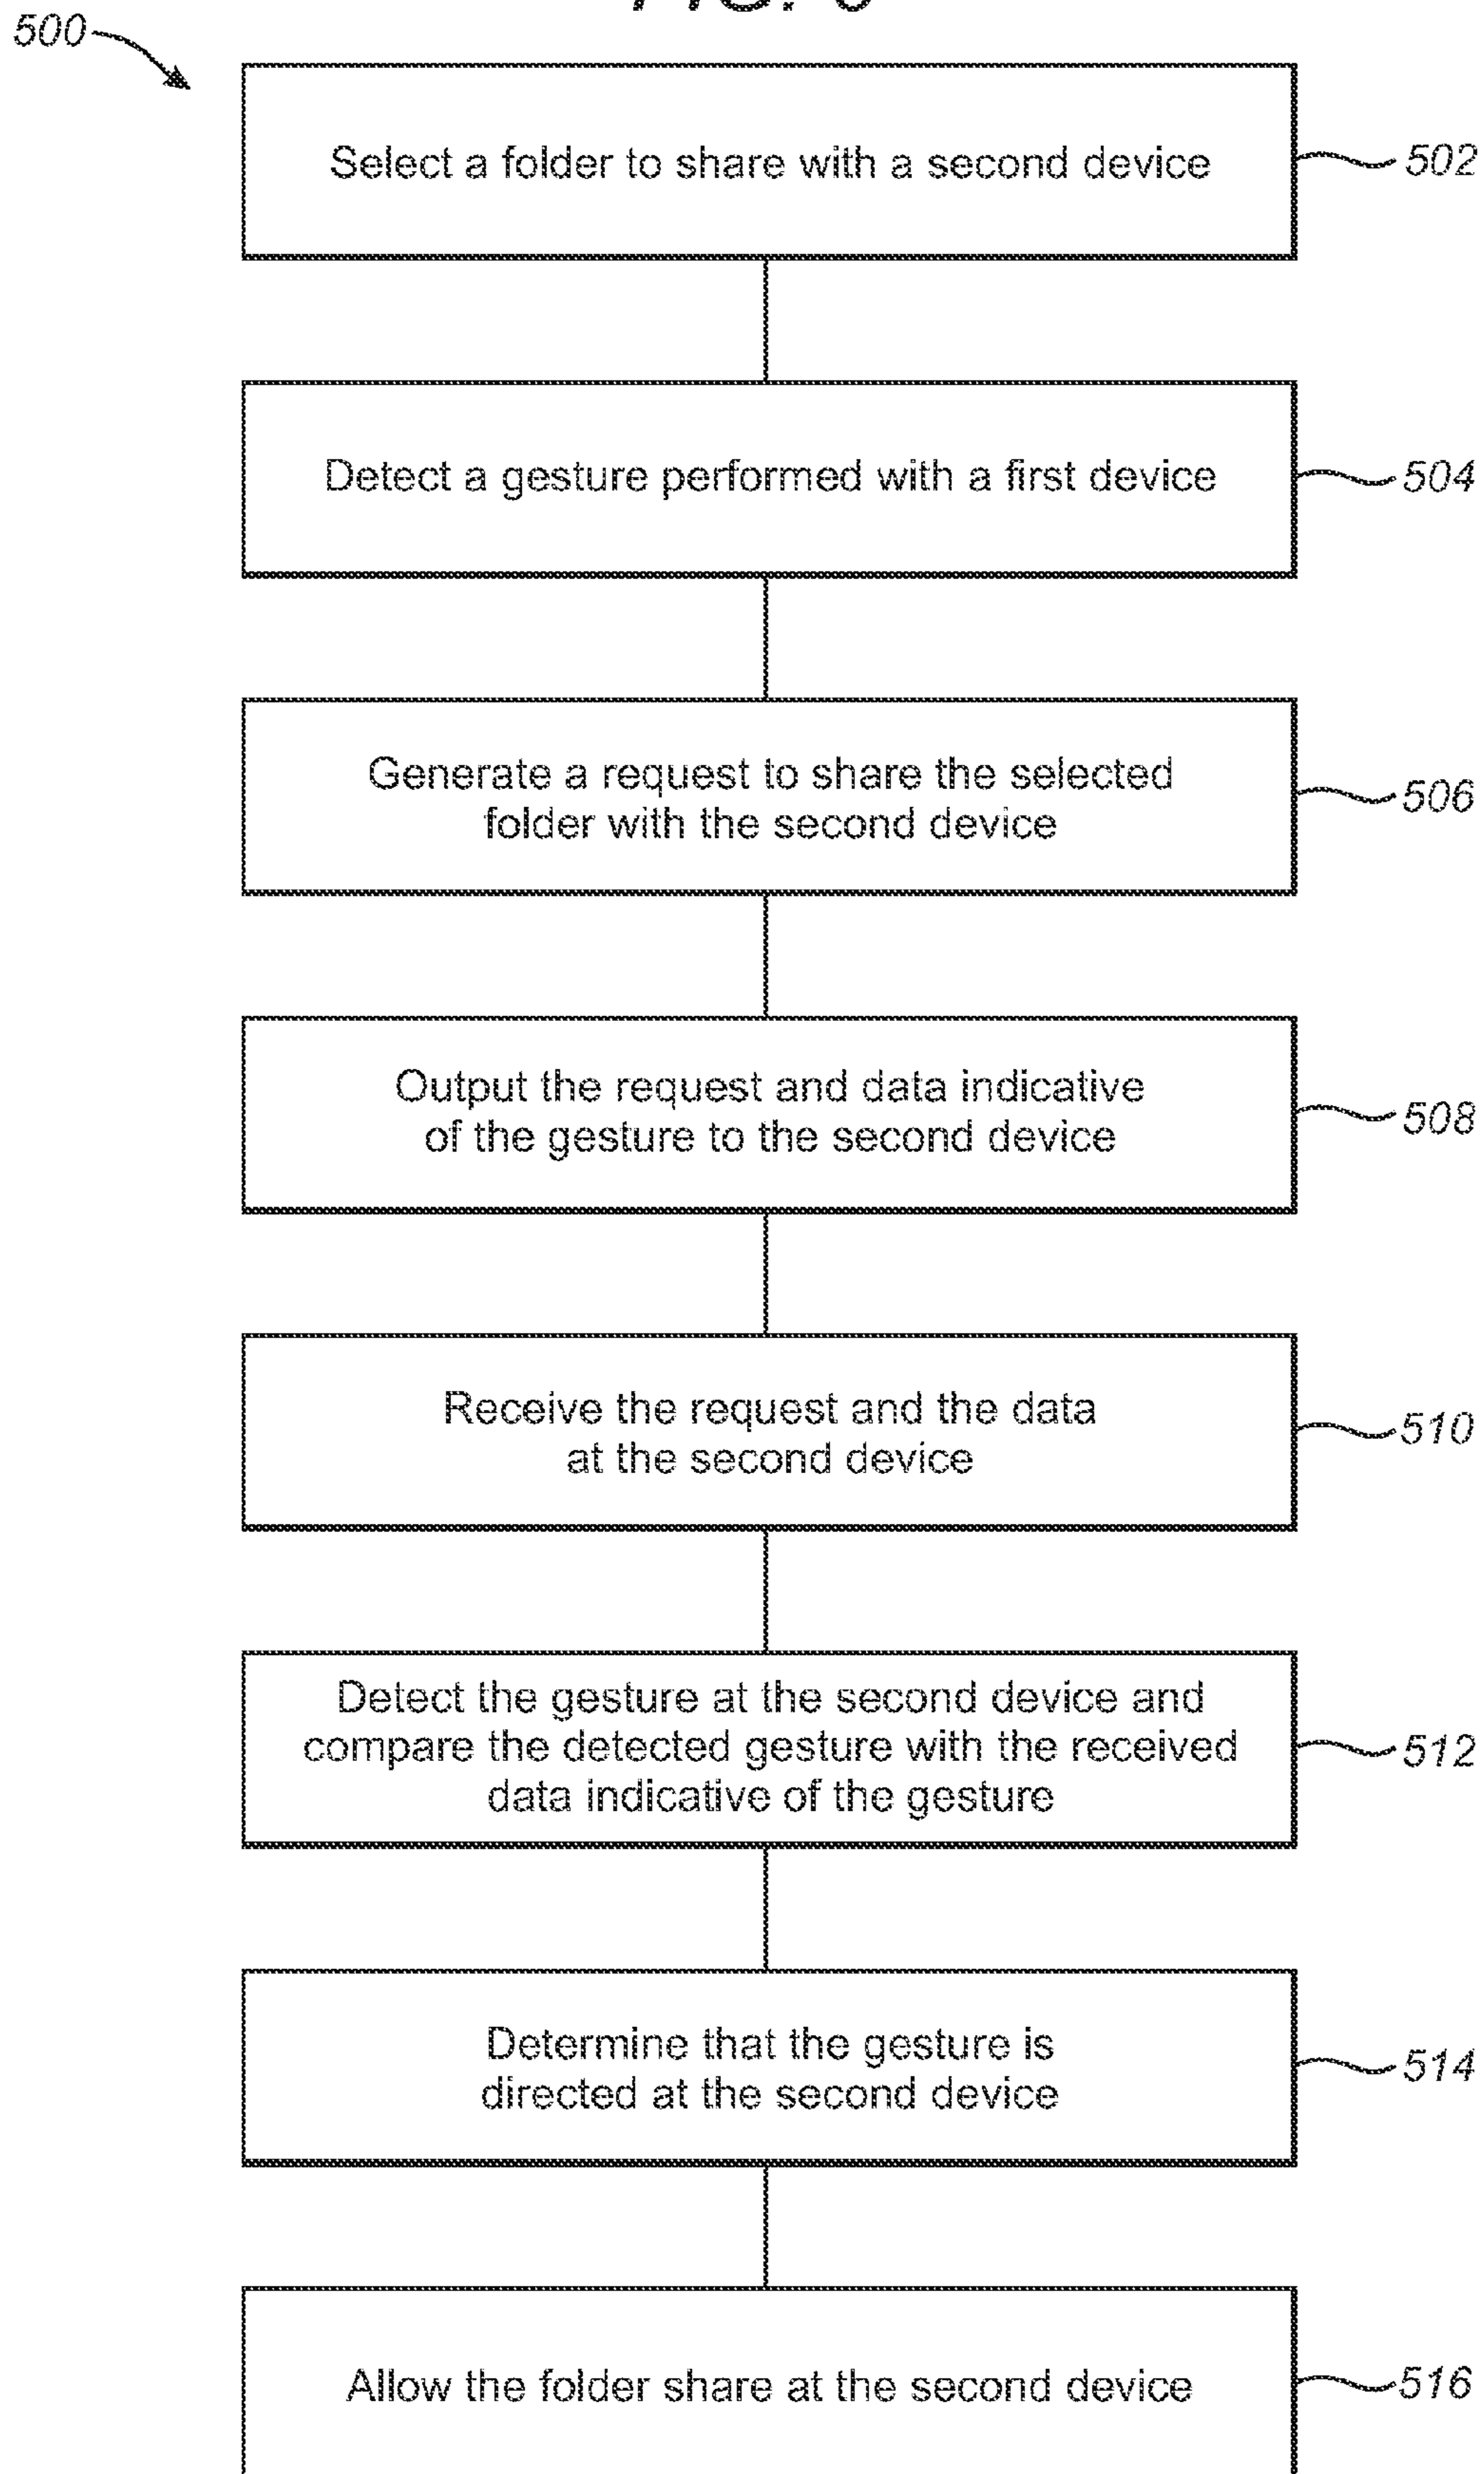 500
Select a folder to share with a second device
502
Detect a gesture performed with a first device
504
Generate a request to share the selected
folder with the second device
506
Output the request and data indicative
of the gesture to the second device
508
Receive the request and the data
at the second device
510
Detect the gesture at the second device and
compare the detected gesture with the received
data indicative of the gesture
512
Determine that the gesture is
directed at the second device
514
Allow the folder share at the second device
516